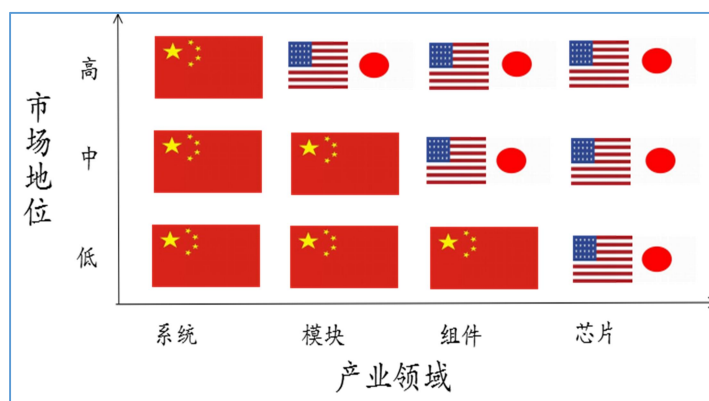 高
中
低
市场地位
系统
模块
组件
芯片
产业领域